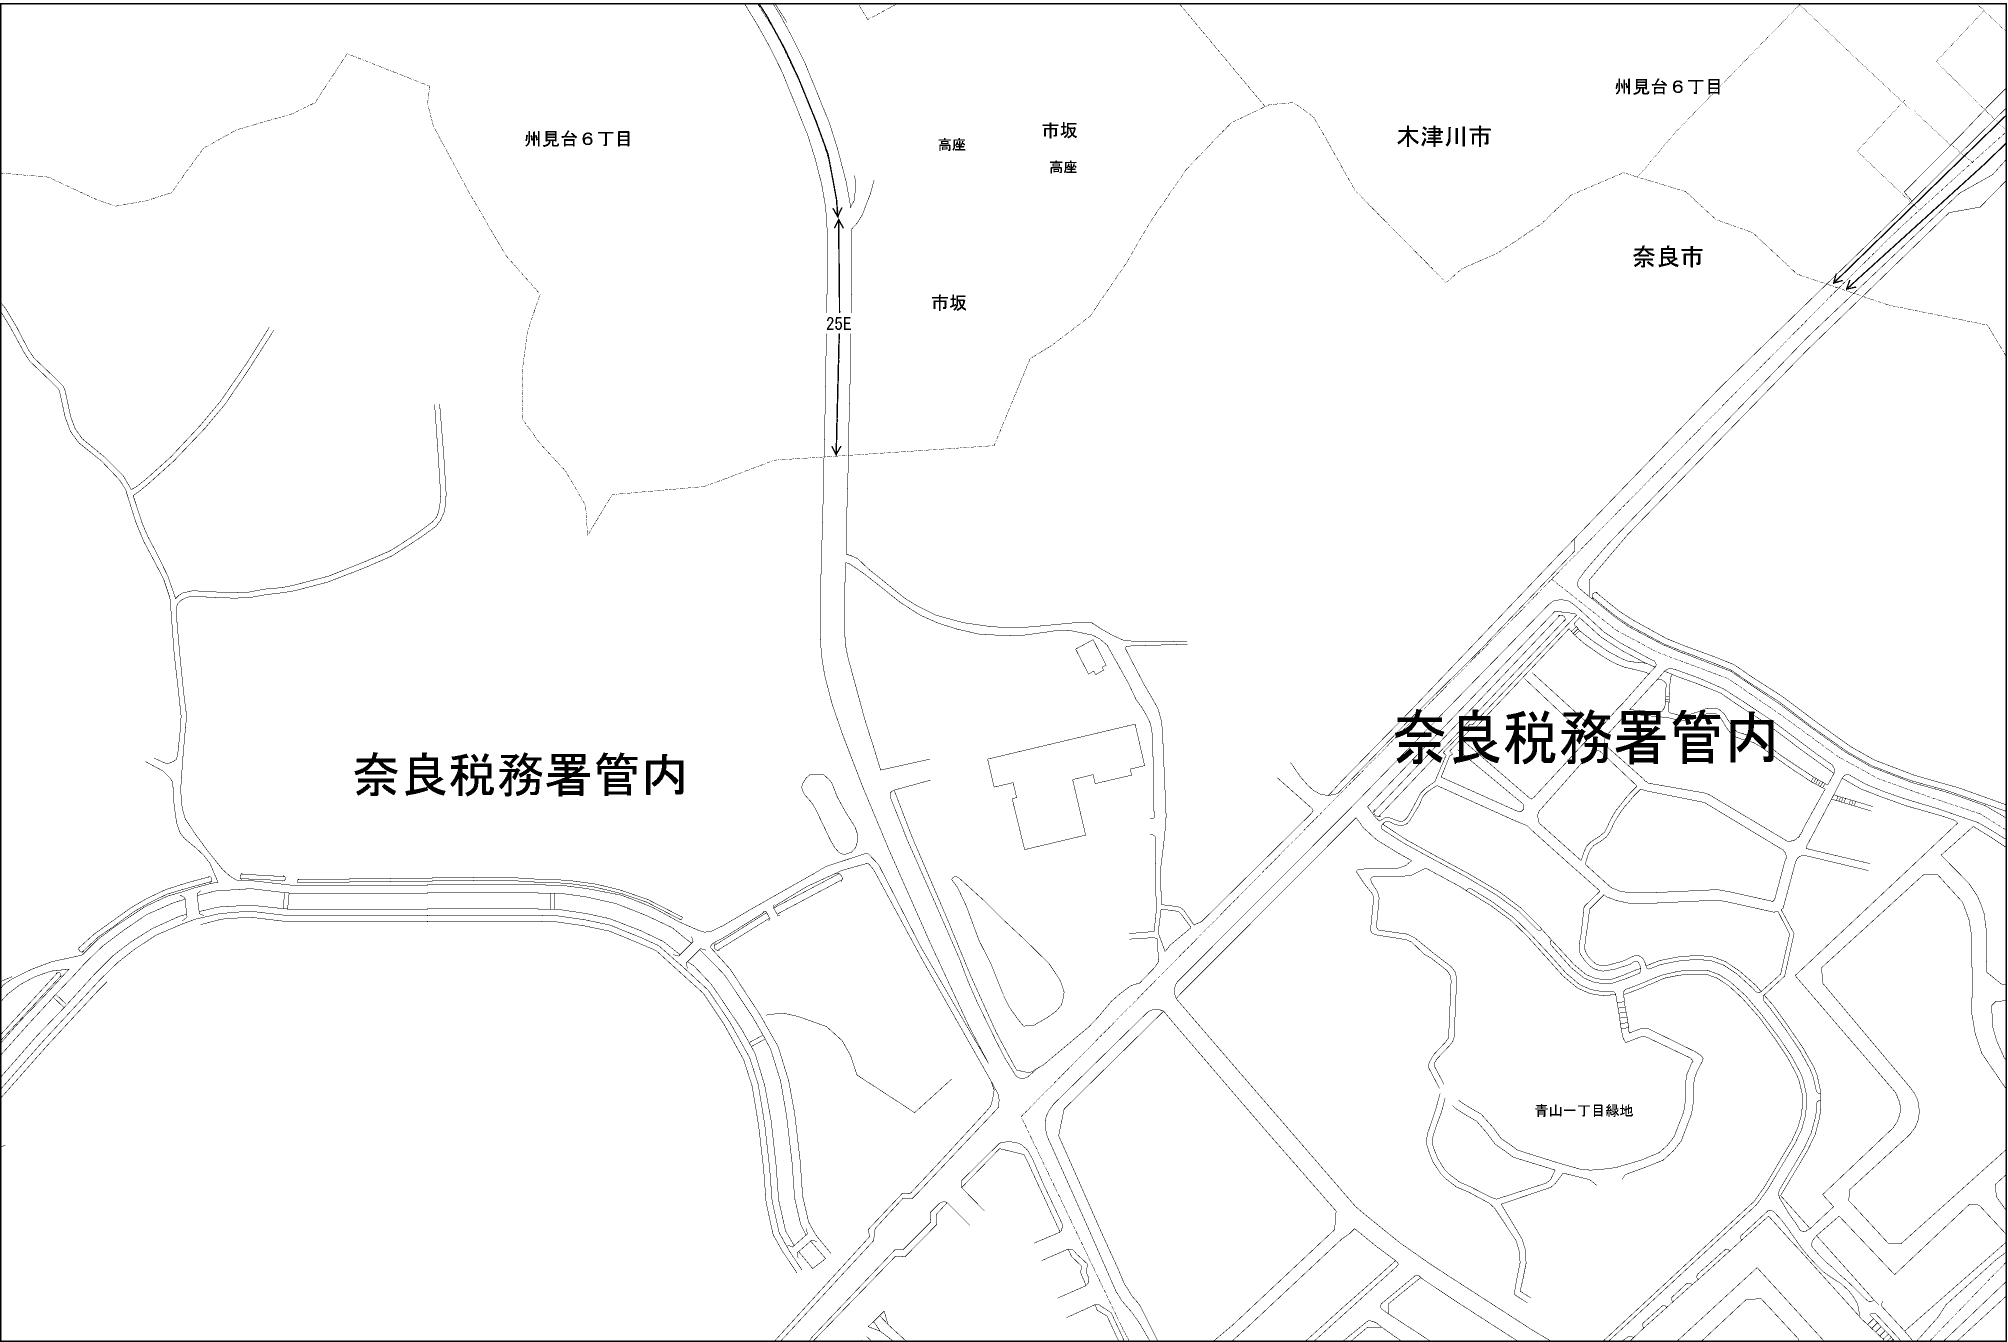 州見台６丁目
市坂
木津川市
州見台６丁目
高座
高座
奈良市
市坂
25E
奈良税務署管内
奈良税務署管内
青山一丁目緑地